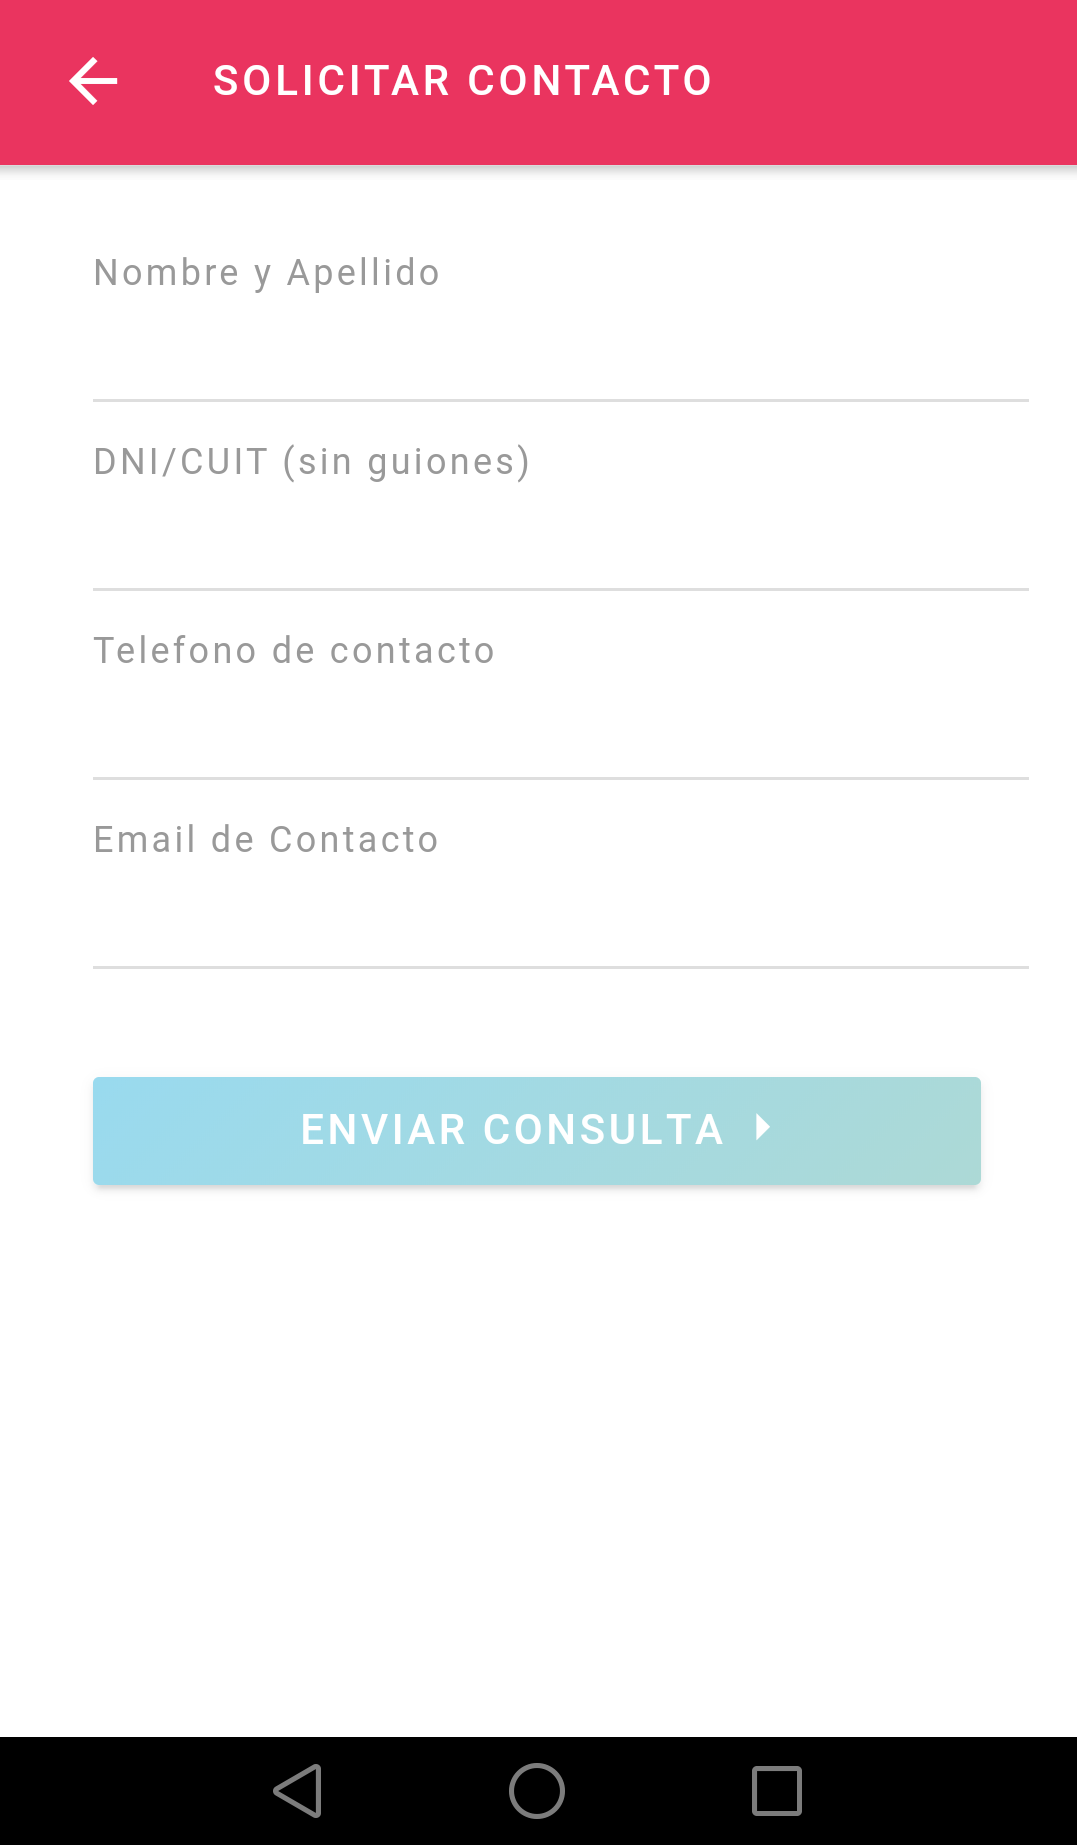 SOLICITAR CONTACTO
Nombre y Apellido
DNI/CUIT (sin guiones)
Telefono de contacto
Email de Contacto
ENVIAR CONSULTA